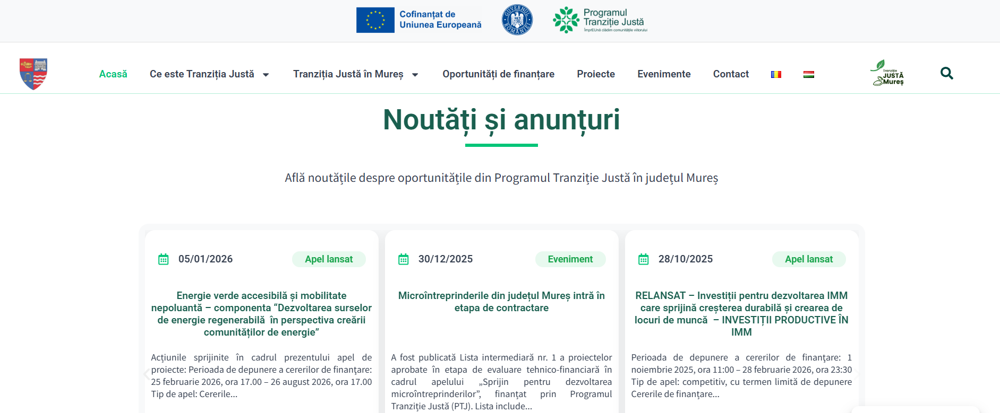 Cofinanțat de
Uniunea Europeană
GUVERNUL ROMÂNIEI
Programul
Tranziție Justă
ÎmprEUnă clădim comunitățile viitorului
Acasă
Ce este Tranziția Justă
Tranziția Justă în Mureș
Oportunități de finanțare
Proiecte
Evenimente
Contact
Tranziție
JUSTĂ
Mureș
Noutăți și anunțuri
Află noutățile despre oportunitățile din Programul Tranziție Justă în județul Mureș
05/01/2026
Apel lansat
Energie verde accesibilă și mobilitate
nepoluantă – componenta “Dezvoltarea surselor
de energie regenerabilă  în perspectiva creării
comunităților de energie”
Acțiunile sprijinite în cadrul prezentului apel de
proiecte: Perioada de depunere a cererilor de finanţare:
25 februarie 2026, ora 17.00 – 26 august 2026, ora 17.00
Tip de apel: Cererile...
30/12/2025
Eveniment
Microîntreprinderile din județul Mureș intră în
etapa de contractare
A fost publicată Lista intermediară nr. 1 a proiectelor
aprobate în etapa de evaluare tehnico-financiară în
cadrul apelului „Sprijin pentru dezvoltarea
microîntreprinderilor”, finanțat prin Programul
Tranziție Justă (PTJ). Lista include...
28/10/2025
Apel lansat
RELANSAT – Investiții pentru dezvoltarea IMM
care sprijină creșterea durabilă și crearea de
locuri de muncă  – INVESTIȚII PRODUCTIVE ÎN
IMM
Perioada de depunere a cererilor de finanţare: 1
noiembrie 2025, ora 11:00 – 28 februarie 2026, ora 23:30
Tip de apel: competitiv, cu termen limită de depunere
Cererile de finanțare...